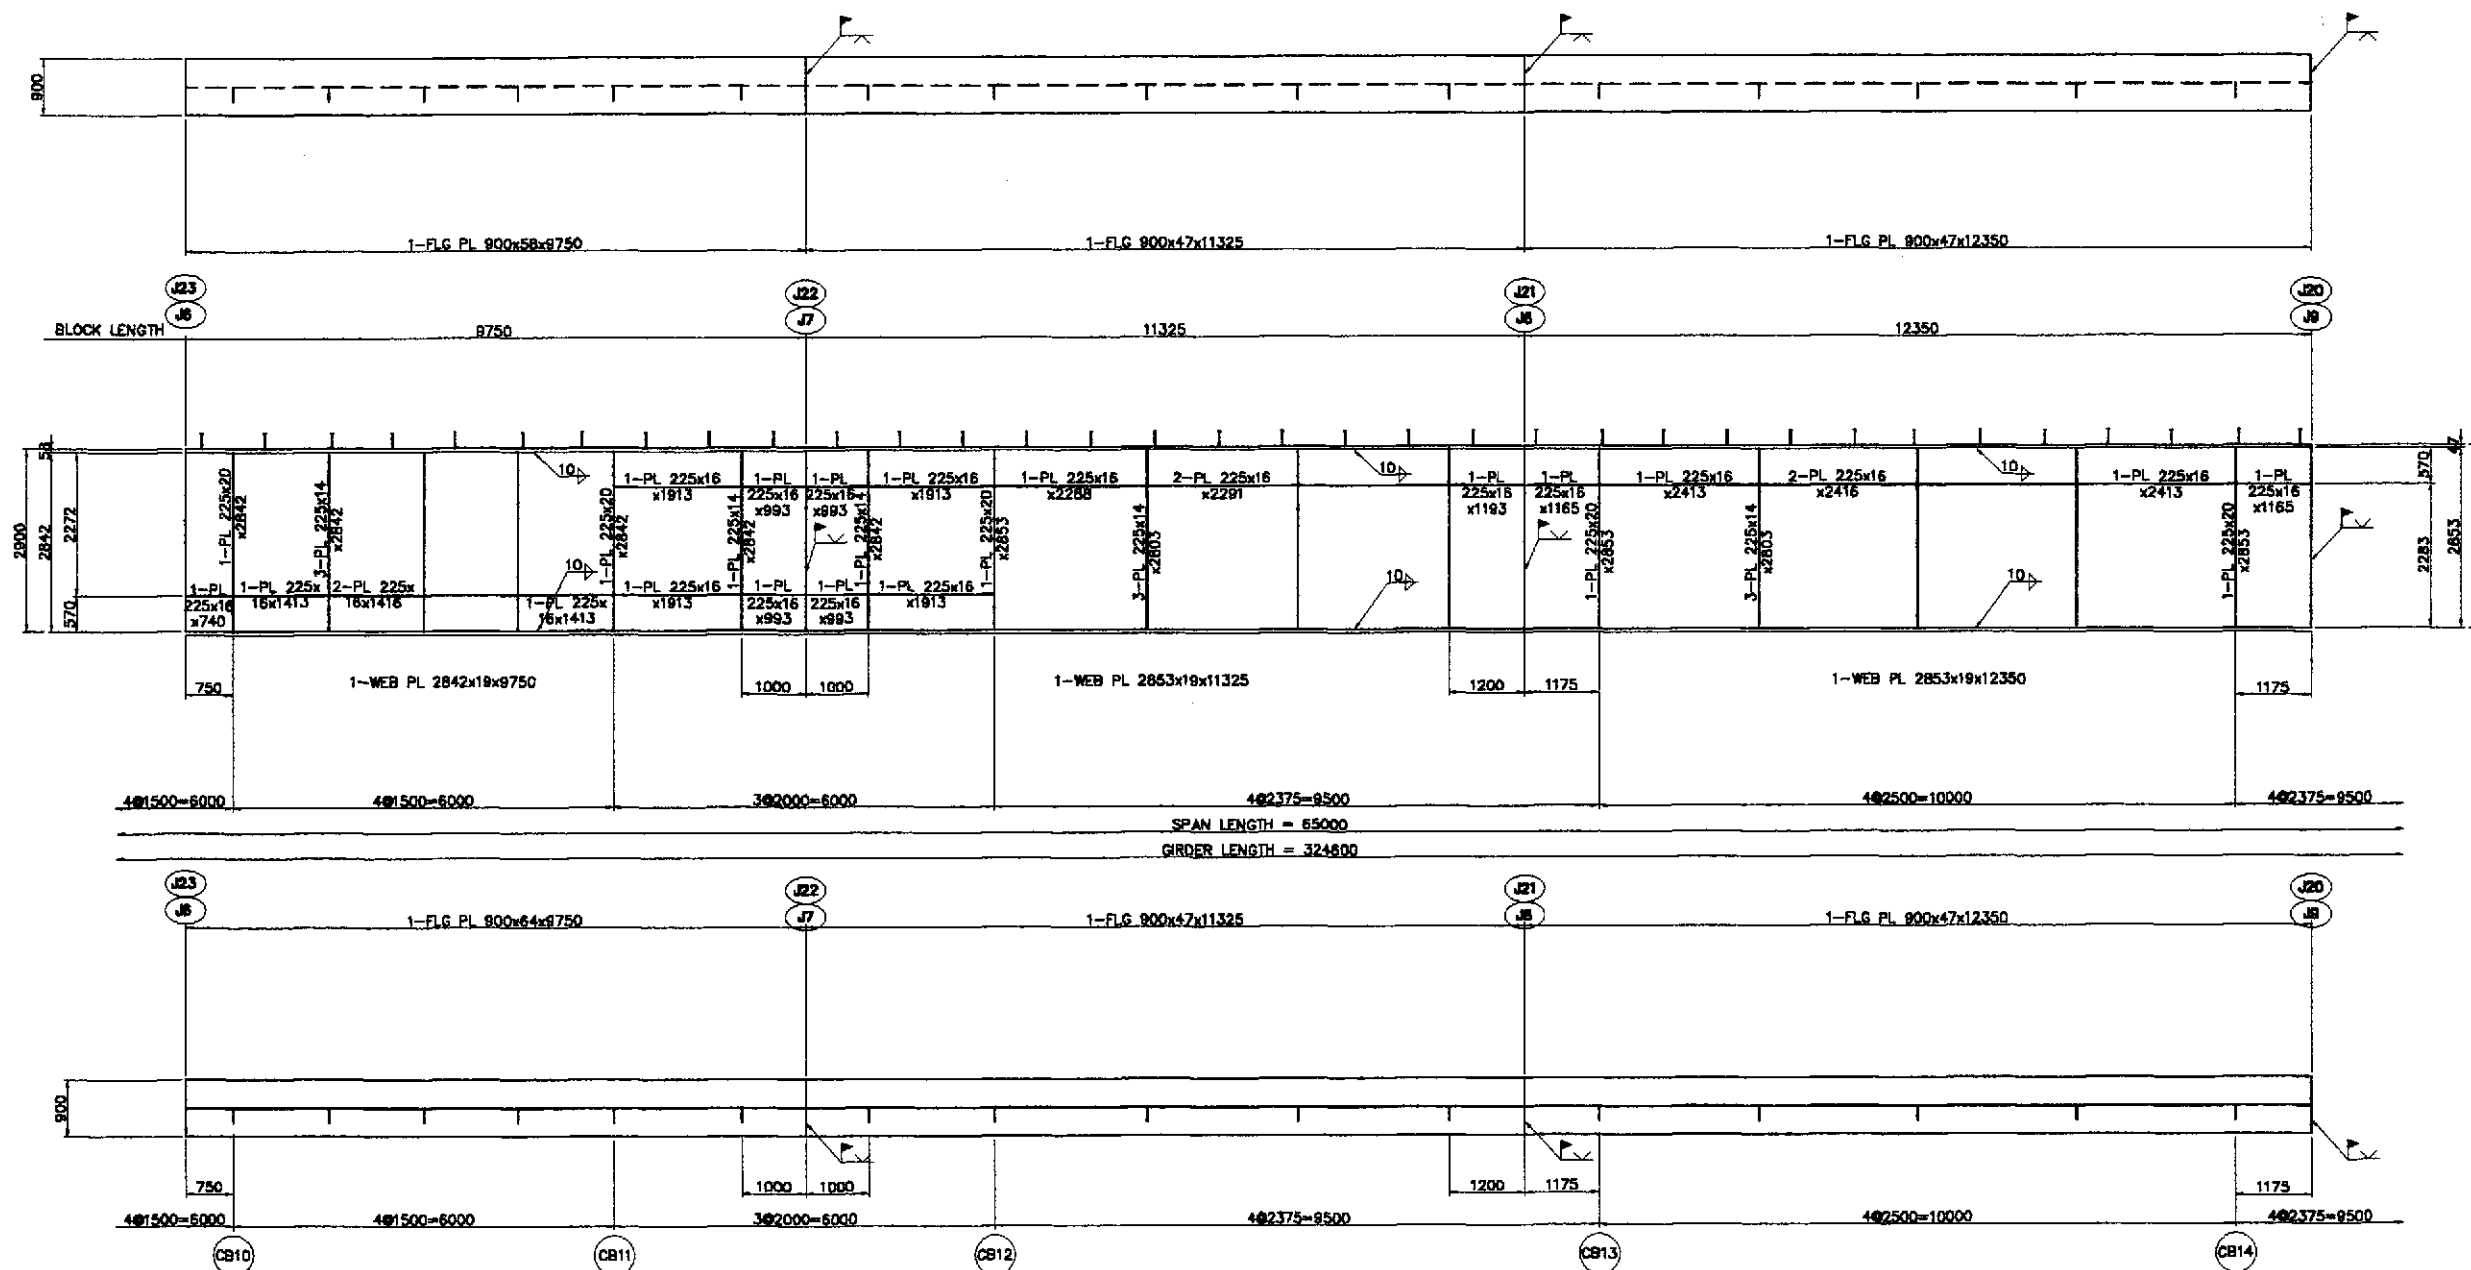 900
1-FLG PL 900x58x9750
1-FLG 900x47x11325
1-FLG PL 900x47x12350
J23
J6
J22
J7
J21
J8
J20
J9
BLOCK LENGTH
9750
11325
12350
58
2900
2842
2272
570
1-PL 225x20
x2842
3-PL 225x14
x2842
10
1-PL 225x20
x2842
1-PL 225x16
x1913
1-PL 225x14
x2842
1-PL
225x16
x993
1-PL
225x16
x993
1-PL 225x14
x2842
1-PL 225x16
x1913
1-PL 225x20
x2853
1-PL 225x16
x2288
3-PL 225x14
x2803
2-PL 225x16
x2291
10
1-PL
225x16
x1193
1-PL
225x16
x1165
1-PL 225x20
x2853
1-PL 225x16
x2413
3-PL 225x14
x2803
2-PL 225x16
x2416
10
1-PL 225x16
x2413
1-PL 225x20
x2853
1-PL
225x16
x1165
47
570
2283
2853
1-PL
225x16
x740
1-PL 225x
16x1413
2-PL 225x
16x1416
10
1-PL 225x
16x1413
1-PL 225x16
x1913
1-PL
225x16
x993
1-PL
225x16
x993
1-PL 225x16
x1913
10
10
750
1-WEB PL 2842x19x9750
1000
1000
1-WEB PL 2853x19x11325
1200
1175
1-WEB PL 2853x19x12350
1175
4@1500=6000
4@1500=6000
3@2000=6000
4@2375=9500
4@2500=10000
4@2375=9500
SPAN LENGTH = 65000
GIRDER LENGTH = 324800
J23
J6
J22
J7
J21
J8
J20
J9
1-FLG PL 900x64x9750
1-FLG 900x47x11325
1-FLG PL 900x47x12350
900
750
1000
1000
1200
1175
1175
4@1500=6000
4@1500=6000
3@2000=6000
4@2375=9500
4@2500=10000
4@2375=9500
CB10
CB11
CB12
CB13
CB14